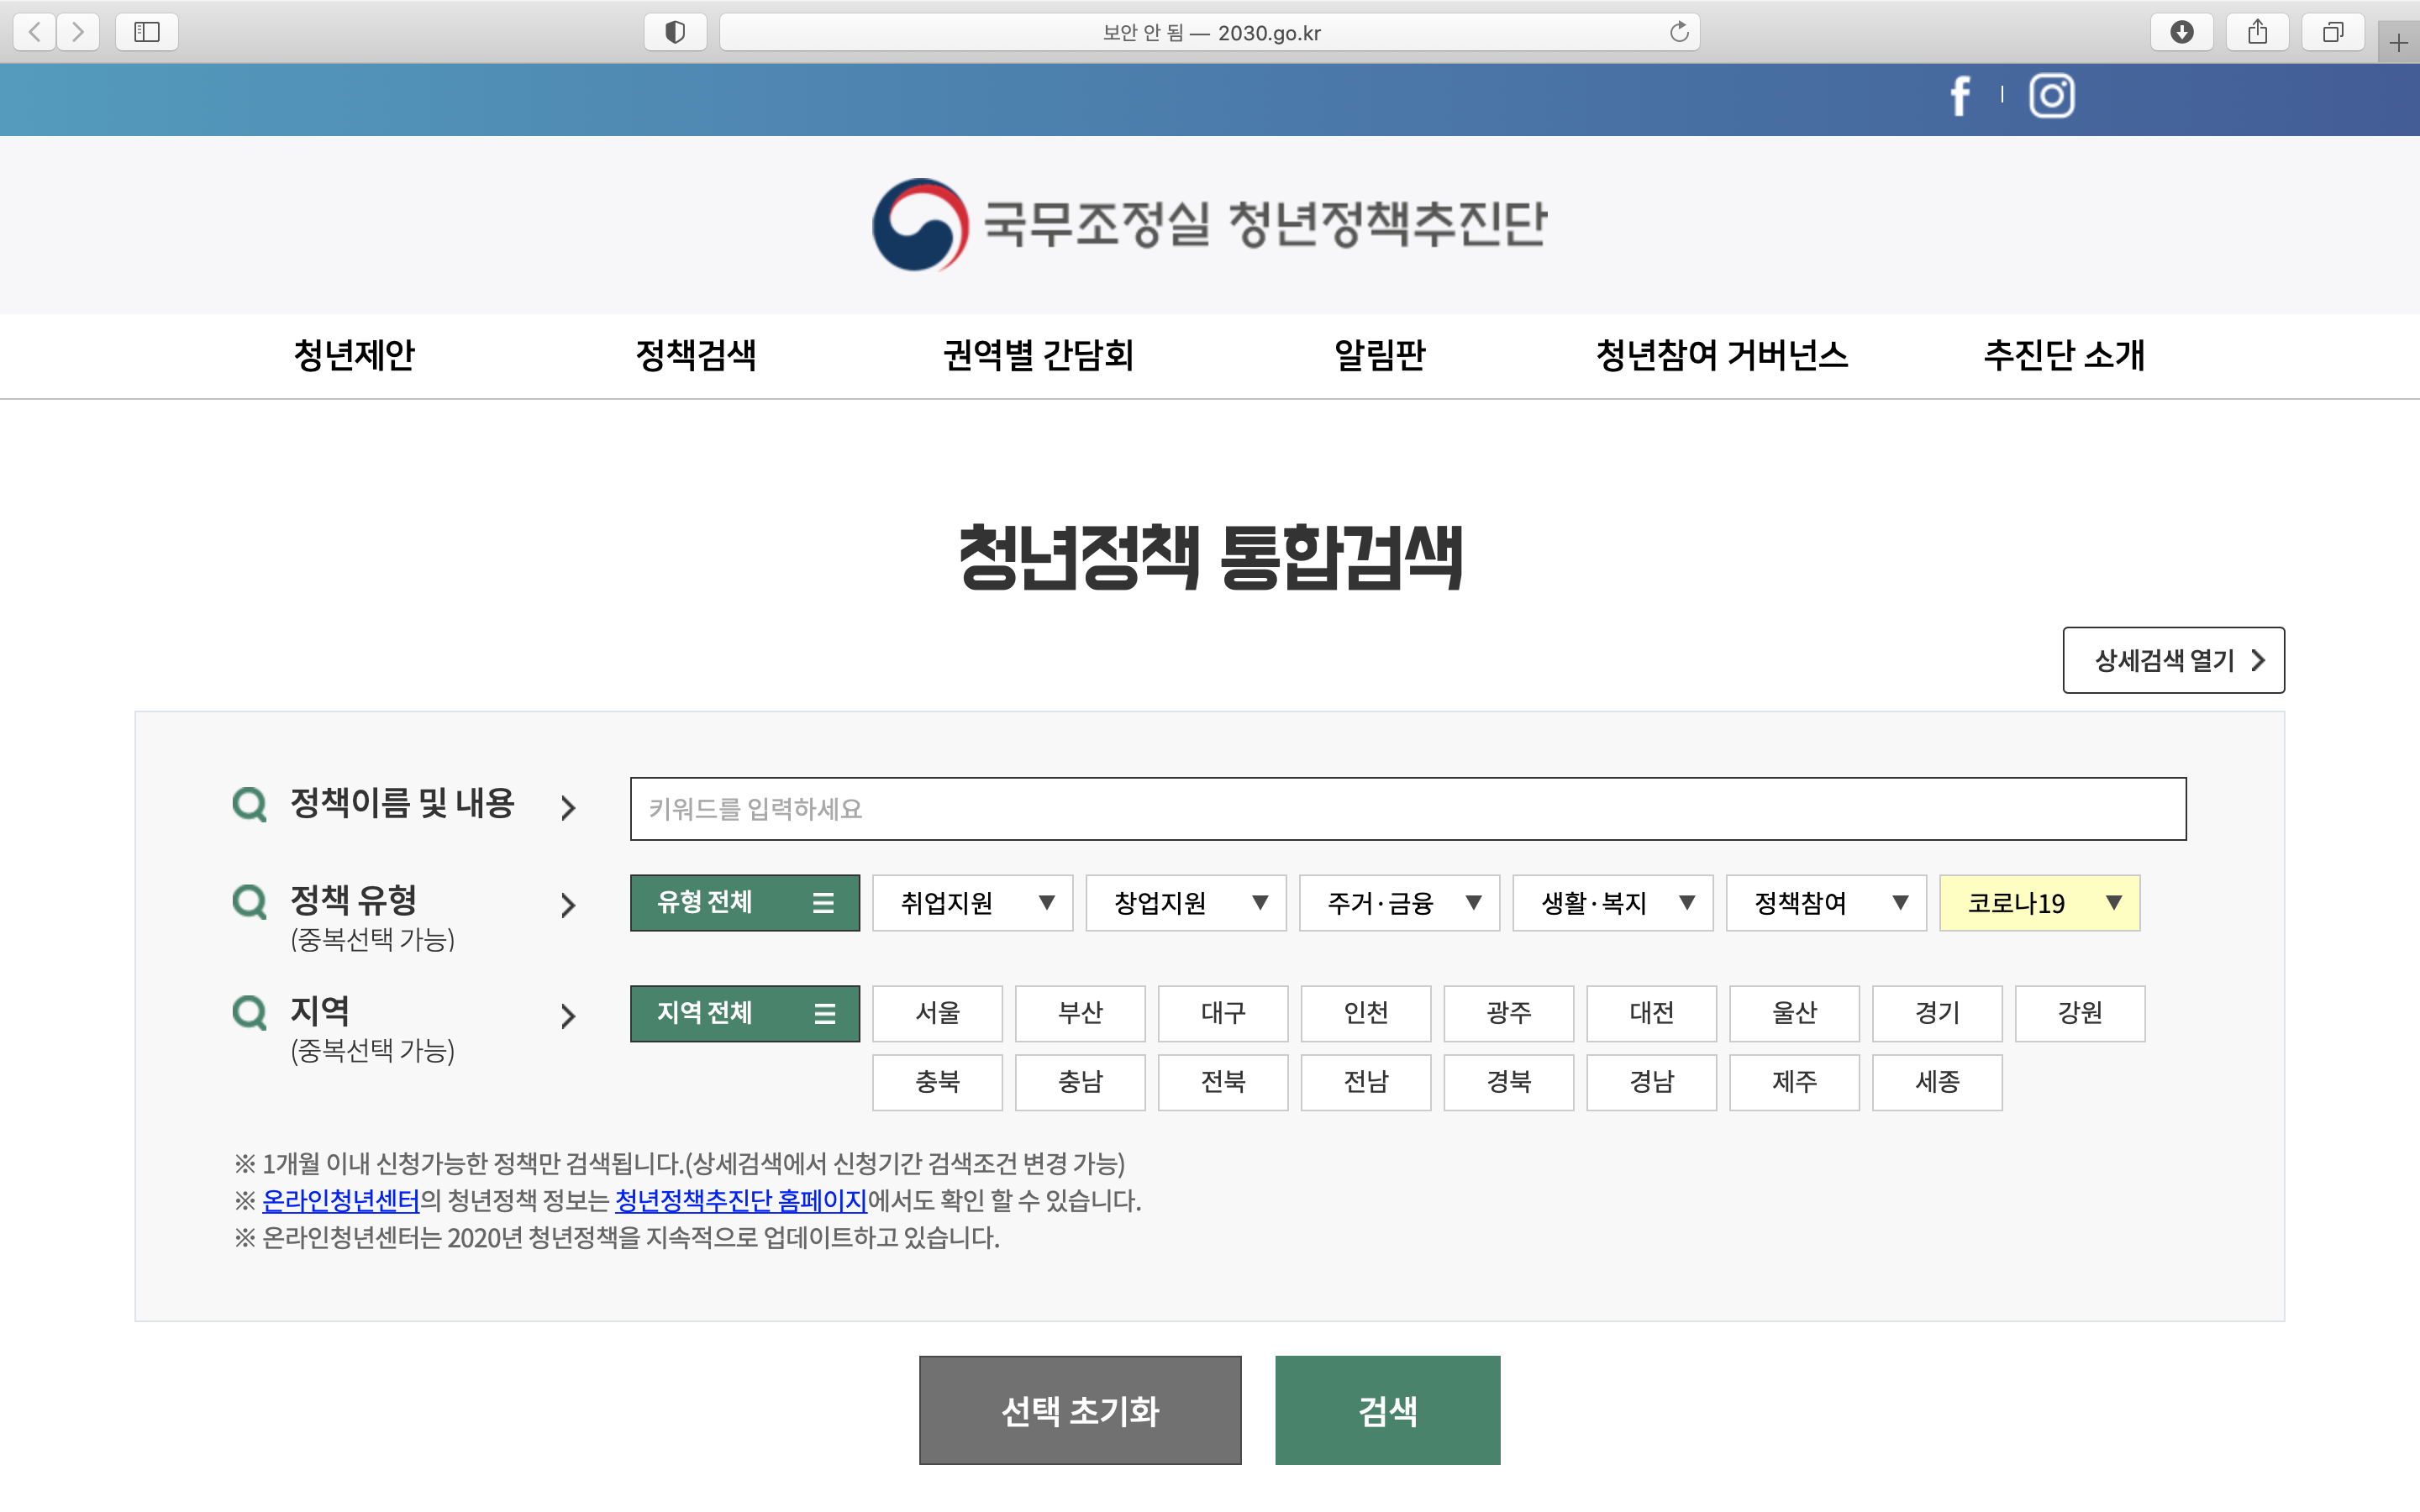 보안 안 됨 — 2030.go.kr
국무조정실 청년정책추진단
청년제안 정책검색 권역별 간담회 알림판 청년참여 거버넌스 추진단 소개
청년정책 통합검색
상세검색 열기
정책이름 및 내용 키워드를 입력하세요
정책 유형 유형 전체 취업지원 창업지원 주거·금융 생활·복지 정책참여 코로나19
(중복선택 가능)
지역 지역 전체 서울 부산 대구 인천 광주 대전 울산 경기 강원
(중복선택 가능) 충북 충남 전북 전남 경북 경남 제주 세종
※ 1개월 이내 신청가능한 정책만 검색됩니다.(상세검색에서 신청기간 검색조건 변경 가능)
※ 온라인청년센터의 청년정책 정보는 청년정책추진단 홈페이지에서도 확인 할 수 있습니다.
※ 온라인청년센터는 2020년 청년정책을 지속적으로 업데이트하고 있습니다.
선택 초기화 검색